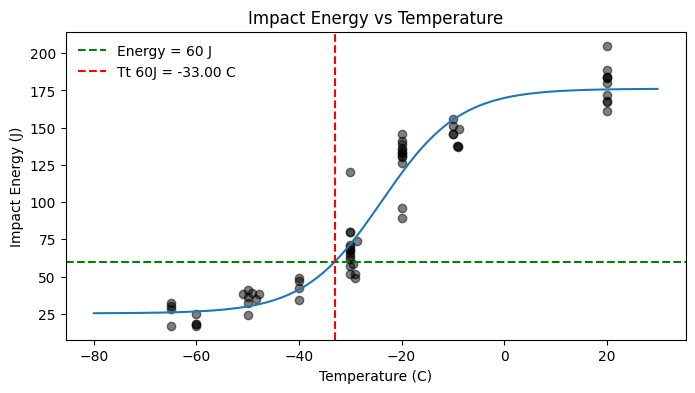 Impact Energy vs Temperature
Energy = 60 J
Tt 60J = -33.00 C
Impact Energy (J)
200
175
150
125
100
75
50
25
−80
−60
−40
−20
0
20
Temperature (C)